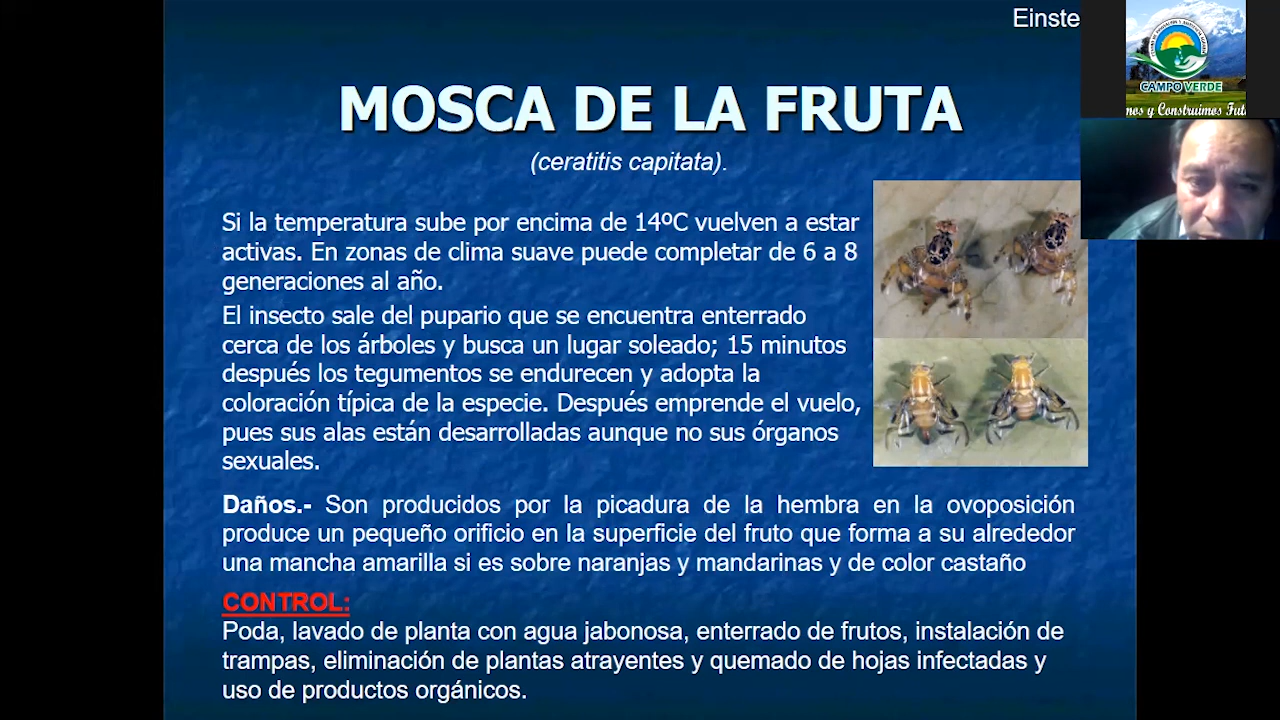 Einste
MOSCA DE LA FRUTA
(ceratitis capitata).
Si la temperatura sube por encima de 14ºC vuelven a estar
activas. En zonas de clima suave puede completar de 6 a 8
generaciones al año.
El insecto sale del pupario que se encuentra enterrado
cerca de los árboles y busca un lugar soleado; 15 minutos
después los tegumentos se endurecen y adopta la
coloración típica de la especie. Después emprende el vuelo,
pues sus alas están desarrolladas aunque no sus órganos
sexuales.
Daños.- Son producidos por la picadura de la hembra en la ovoposición
produce un pequeño orificio en la superficie del fruto que forma a su alrededor
una mancha amarilla si es sobre naranjas y mandarinas y de color castaño
CONTROL:
Poda, lavado de planta con agua jabonosa, enterrado de frutos, instalación de
trampas, eliminación de plantas atrayentes y quemado de hojas infectadas y
uso de productos orgánicos.
CAMPO VERDE
mos y Construimos Fut